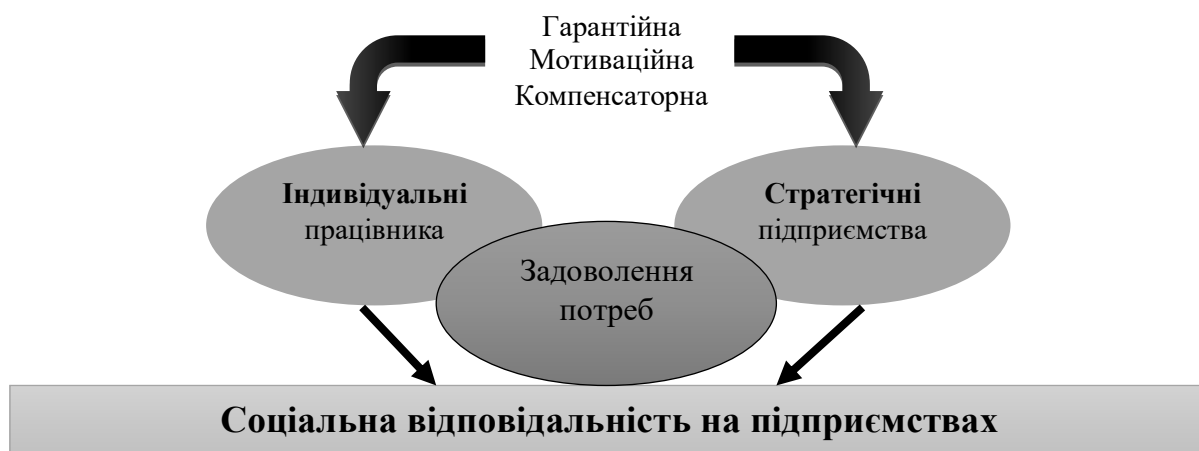 Гарантійна
Мотиваційна
Компенсаторна
Індивідуальні
працівника
Стратегічні
підприємства
Задоволення
потреб
Соціальна відповідальність на підприємствах